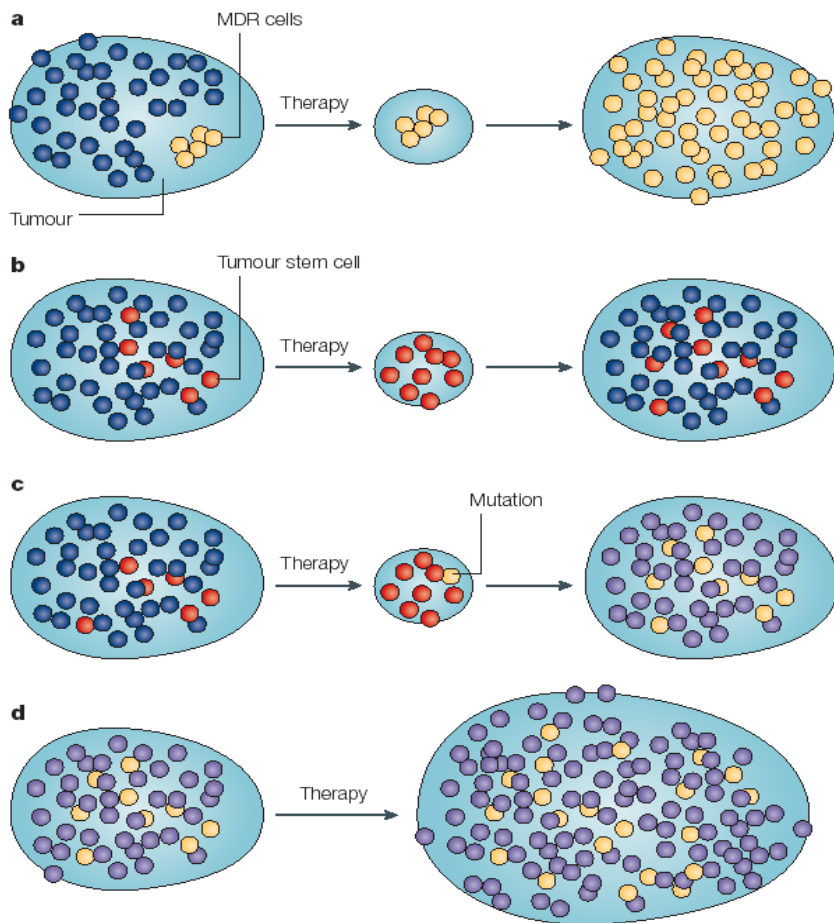 a
MDR cells
Therapy
Tumour
b
Tumour stem cell
Therapy
c
Mutation
Therapy
d
Therapy